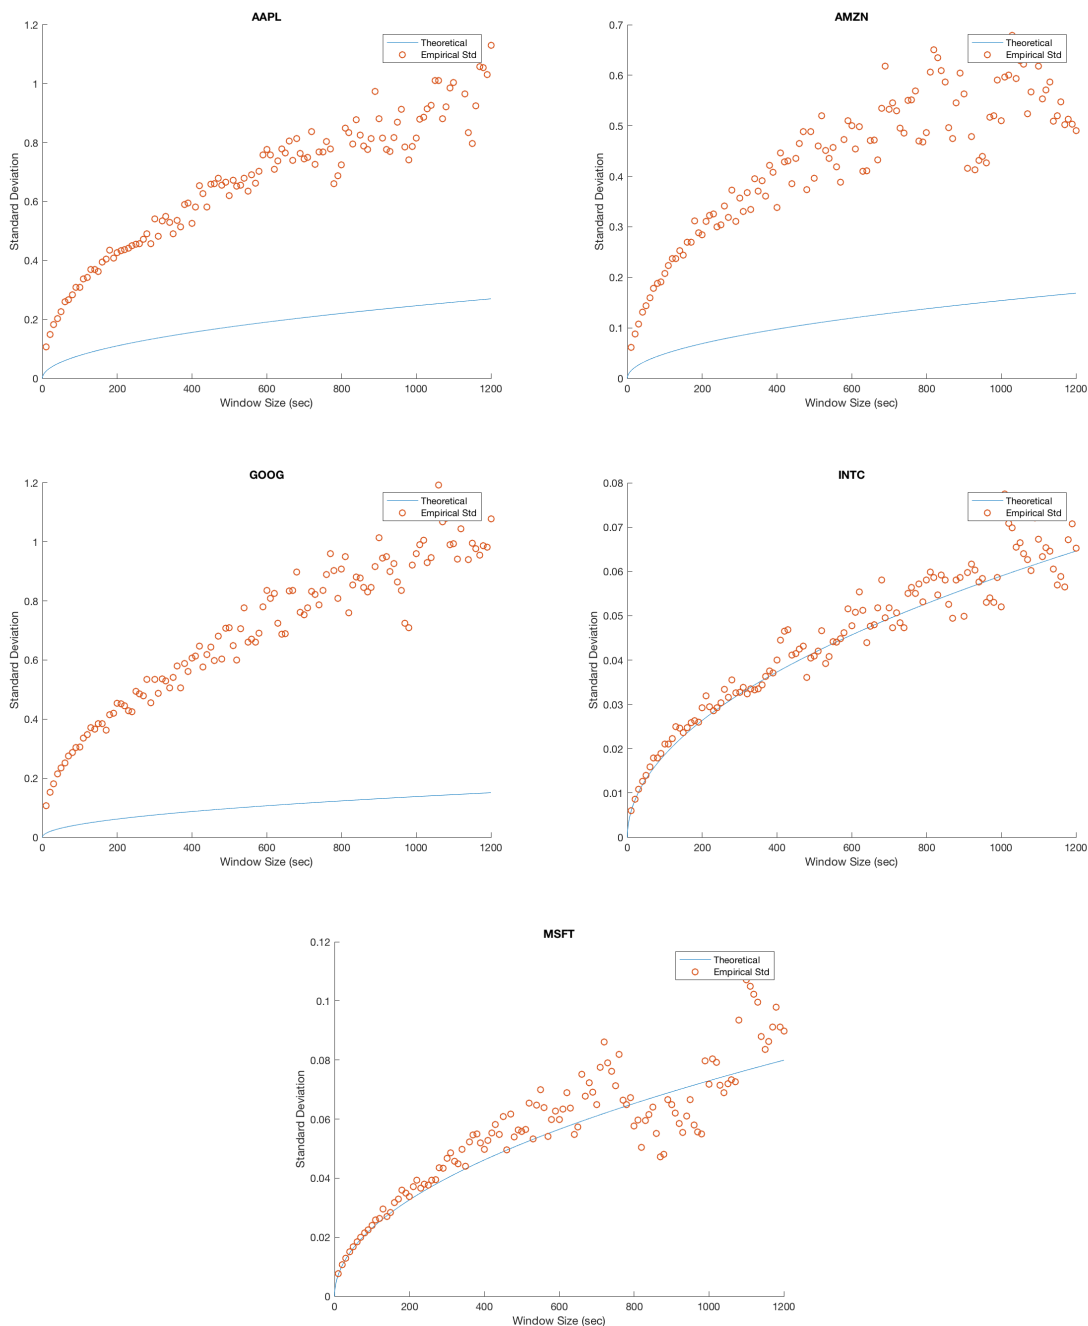 AAPL
Theoretical
Empirical Std
Standard Deviation
0
0.2
0.4
0.6
0.8
1
1.2
0 200 400 600 800 1000 1200
Window Size (sec)
AMZN
Theoretical
Empirical Std
Standard Deviation
0
0.1
0.2
0.3
0.4
0.5
0.6
0.7
0 200 400 600 800 1000 1200
Window Size (sec)
GOOG
Theoretical
Empirical Std
Standard Deviation
0
0.2
0.4
0.6
0.8
1
1.2
0 200 400 600 800 1000 1200
Window Size (sec)
INTC
Theoretical
Empirical Std
Standard Deviation
0
0.01
0.02
0.03
0.04
0.05
0.06
0.07
0.08
0 200 400 600 800 1000 1200
Window Size (sec)
MSFT
Theoretical
Empirical Std
Standard Deviation
0
0.02
0.04
0.06
0.08
0.1
0.12
0 200 400 600 800 1000 1200
Window Size (sec)